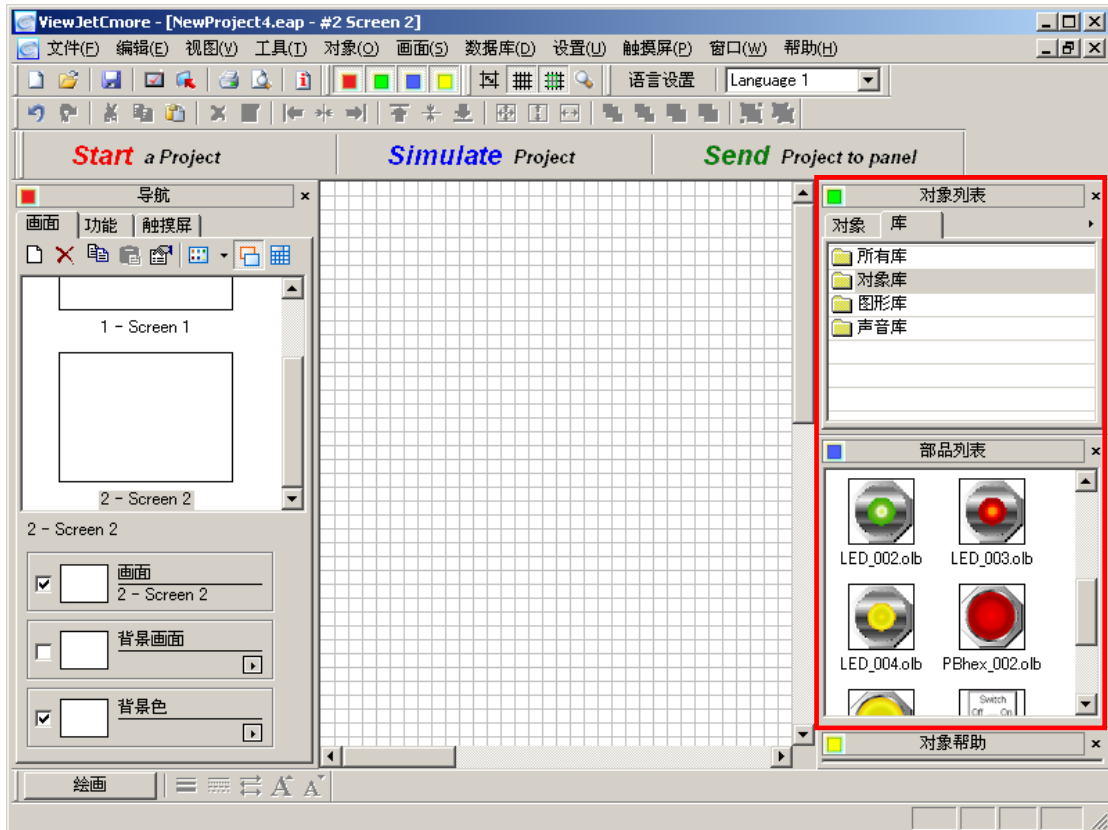 ViewJetCmore - [NewProject4.eap - #2 Screen 2]
文件(F) 编辑(E) 视图(V) 工具(T) 对象(O) 画面(S) 数据库(D) 设置(U) 触摸屏(P) 窗口(W) 帮助(H)
语言设置 Language 1
Start a Project Simulate Project Send Project to panel
导航
画面 功能 触摸屏
1 - Screen 1
2 - Screen 2
2 - Screen 2
画面
2 - Screen 2
背景画面
背景色
对象列表
对象 库
所有库
对象库
图形库
声音库
部品列表
LED_002.olb LED_003.olb
LED_004.olb PBhex_002.olb
Switch
Off On
对象帮助
绘画